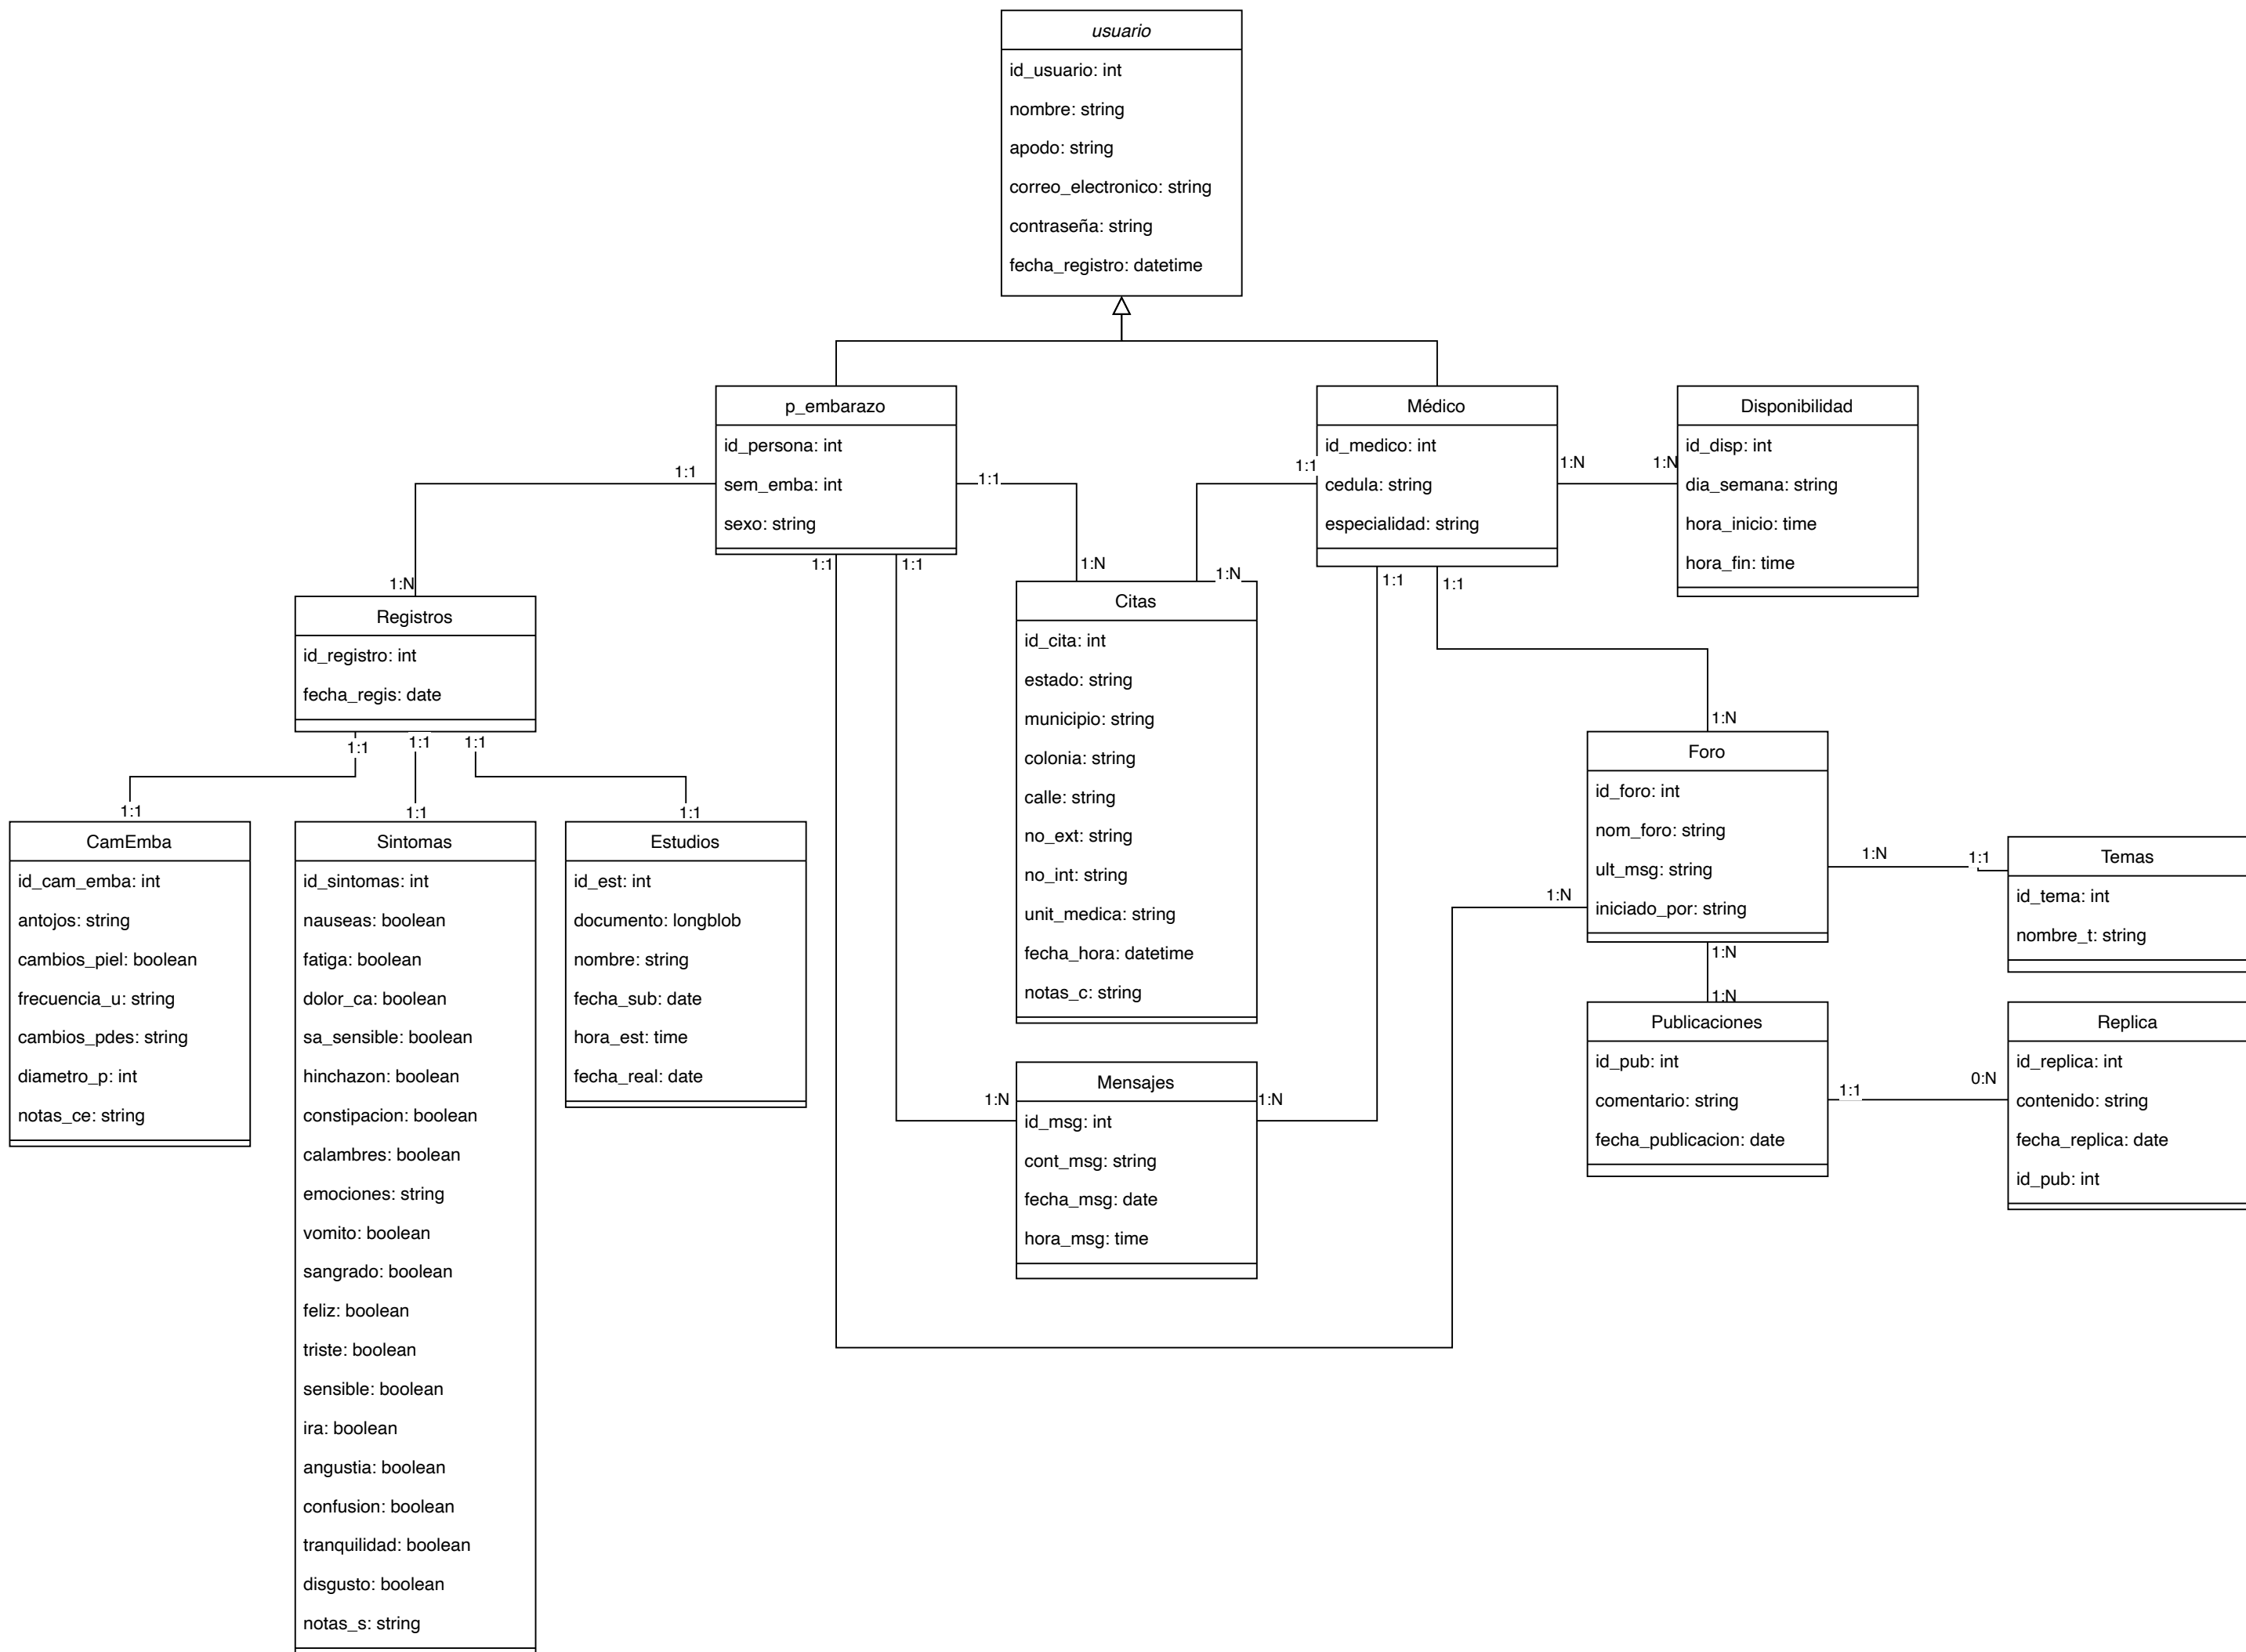 usuario
id_usuario: int
nombre: string
apodo: string
correo_electronico: string
contraseña: string
fecha_registro: datetime
p_embarazo
id_persona: int
sem_emba: int
sexo: string
Médico
id_medico: int
cedula: string
especialidad: string
Disponibilidad
id_disp: int
dia_semana: string
hora_inicio: time
hora_fin: time
1:1
1:1
1:1
1:N
1:N
1:1
1:1
1:N
1:N
1:1
1:1
1:N
Registros
id_registro: int
fecha_regis: date
1:1
1:1
1:1
1:1
1:1
1:1
CamEmba
id_cam_emba: int
antojos: string
cambios_piel: boolean
frecuencia_u: string
cambios_pdes: string
diametro_p: int
notas_ce: string
Sintomas
id_sintomas: int
nauseas: boolean
fatiga: boolean
dolor_ca: boolean
sa_sensible: boolean
hinchazon: boolean
constipacion: boolean
calambres: boolean
emociones: string
vomito: boolean
sangrado: boolean
feliz: boolean
triste: boolean
sensible: boolean
ira: boolean
angustia: boolean
confusion: boolean
tranquilidad: boolean
disgusto: boolean
notas_s: string
Estudios
id_est: int
documento: longblob
nombre: string
fecha_sub: date
hora_est: time
fecha_real: date
Citas
id_cita: int
estado: string
municipio: string
colonia: string
calle: string
no_ext: string
no_int: string
unit_medica: string
fecha_hora: datetime
notas_c: string
1:N
1:N
Mensajes
id_msg: int
cont_msg: string
fecha_msg: date
hora_msg: time
1:N
Foro
id_foro: int
nom_foro: string
ult_msg: string
iniciado_por: string
1:N
1:N
1:1
Temas
id_tema: int
nombre_t: string
1:N
1:N
Publicaciones
id_pub: int
comentario: string
fecha_publicacion: date
1:1
0:N
Replica
id_replica: int
contenido: string
fecha_replica: date
id_pub: int